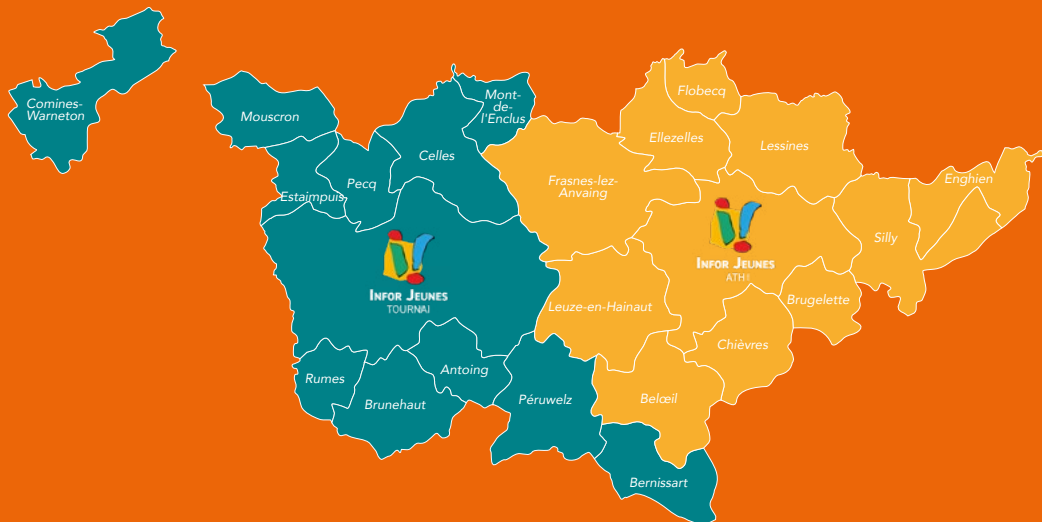 Comines-
Warneton
Mouscron
Mont-
de-
l'Enclus
Celles
Pecq
Estaimpuis
INFOR JEUNES
TOURNAI
Rumes
Brunehaut
Antoing
Péruwelz
Bernissart
Flobecq
Ellezelles
Lessines
Frasnes-lez-
Anvaing
Enghien
Silly
INFOR JEUNES
ATH
Leuze-en-Hainaut
Brugelette
Chièvres
Belœil